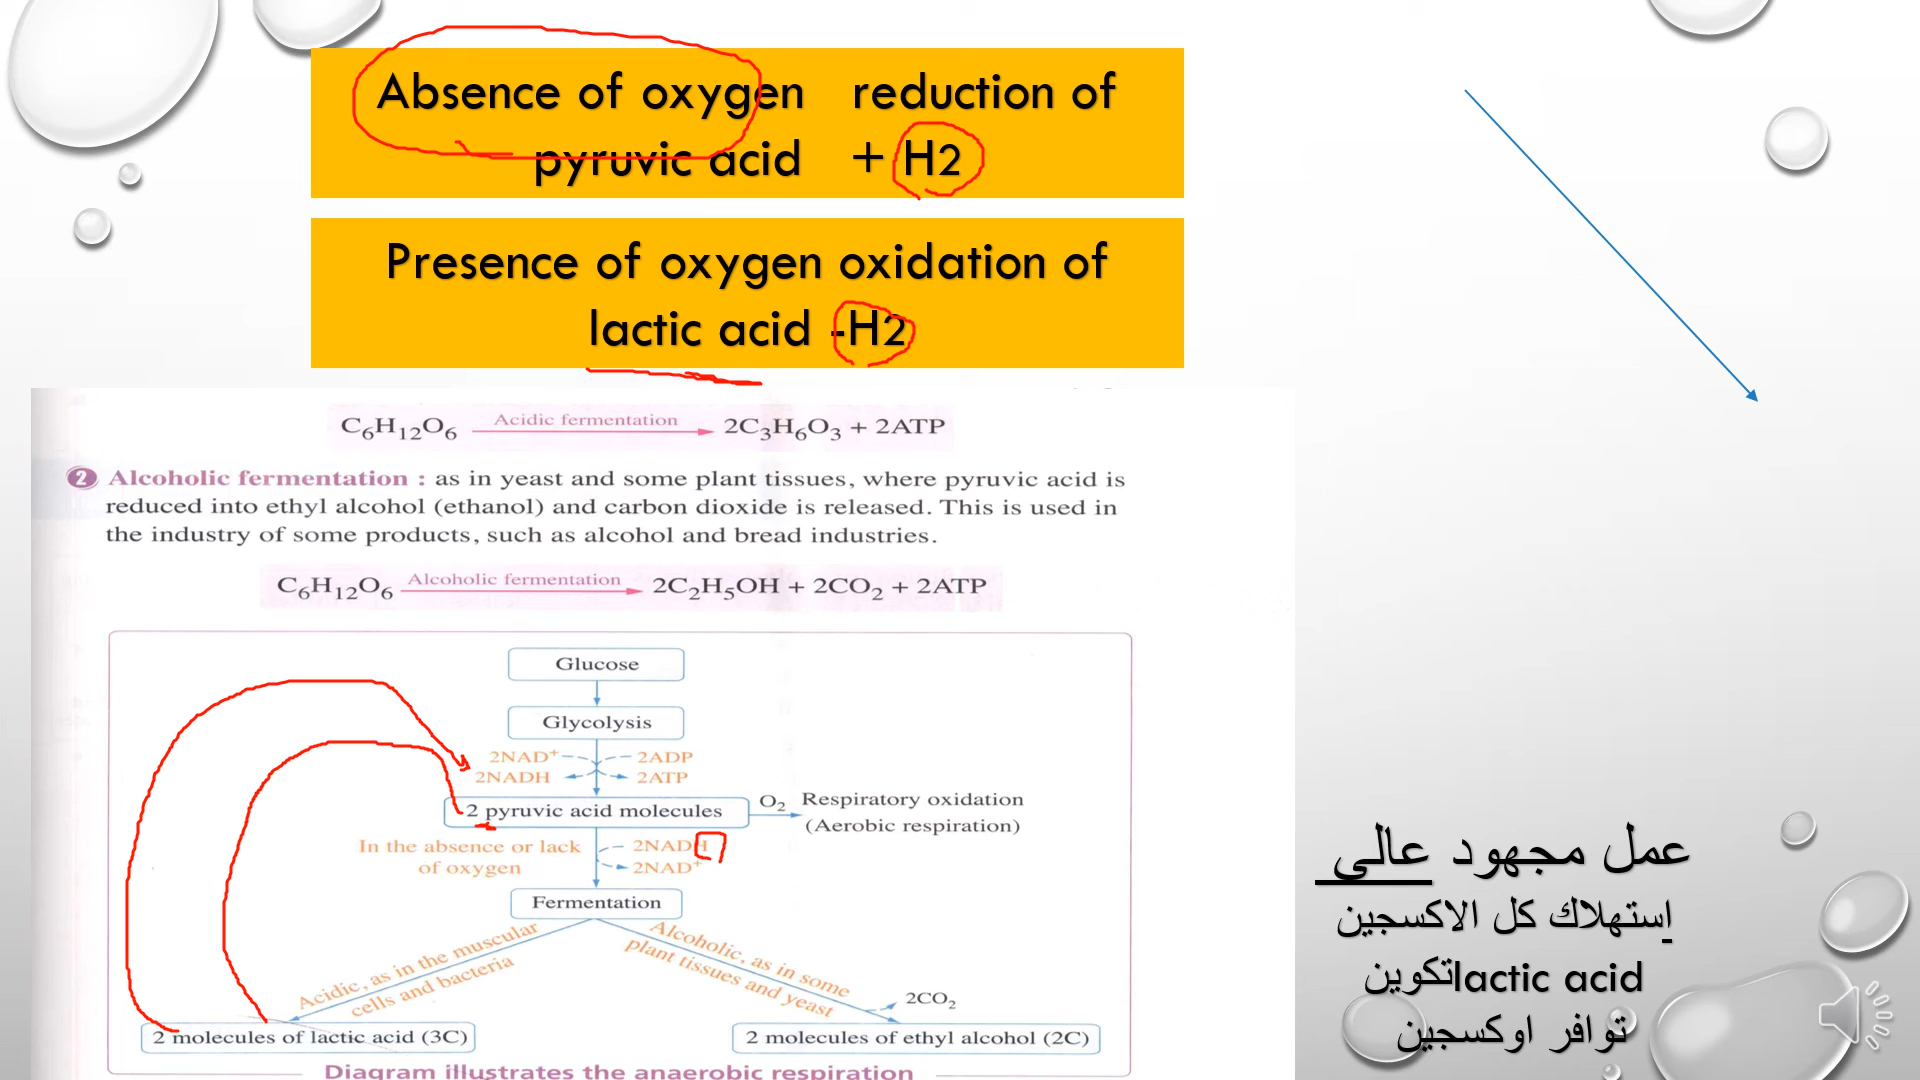 Absence of oxygen reduction of
pyruvic acid + H2
Presence of oxygen oxidation of
lactic acid -H2
C₆H₁₂O₆ Acidic fermentation 2C₃H₆O₃ + 2ATP
2 Alcoholic fermentation : as in yeast and some plant tissues, where pyruvic acid is
reduced into ethyl alcohol (ethanol) and carbon dioxide is released. This is used in
the industry of some products, such as alcohol and bread industries.
C₆H₁₂O₆ Alcoholic fermentation 2C₂H₅OH + 2CO₂ + 2ATP
Glucose
Glycolysis
2NAD⁺ 2ADP
2NADH 2ATP
2 pyruvic acid molecules
O₂ Respiratory oxidation
(Aerobic respiration)
In the absence or lack
of oxygen
2NADH
2NAD⁺
Fermentation
Acidic, as in the muscular
cells and bacteria
Alcoholic, as in some
plant tissues and yeast
2CO₂
2 molecules of lactic acid (3C)
2 molecules of ethyl alcohol (2C)
Diagram illustrates the anaerobic respiration
عمل مجهود عالى
استهلاك كل الاكسجين
تكوين lactic acid
توافر اوكسجين